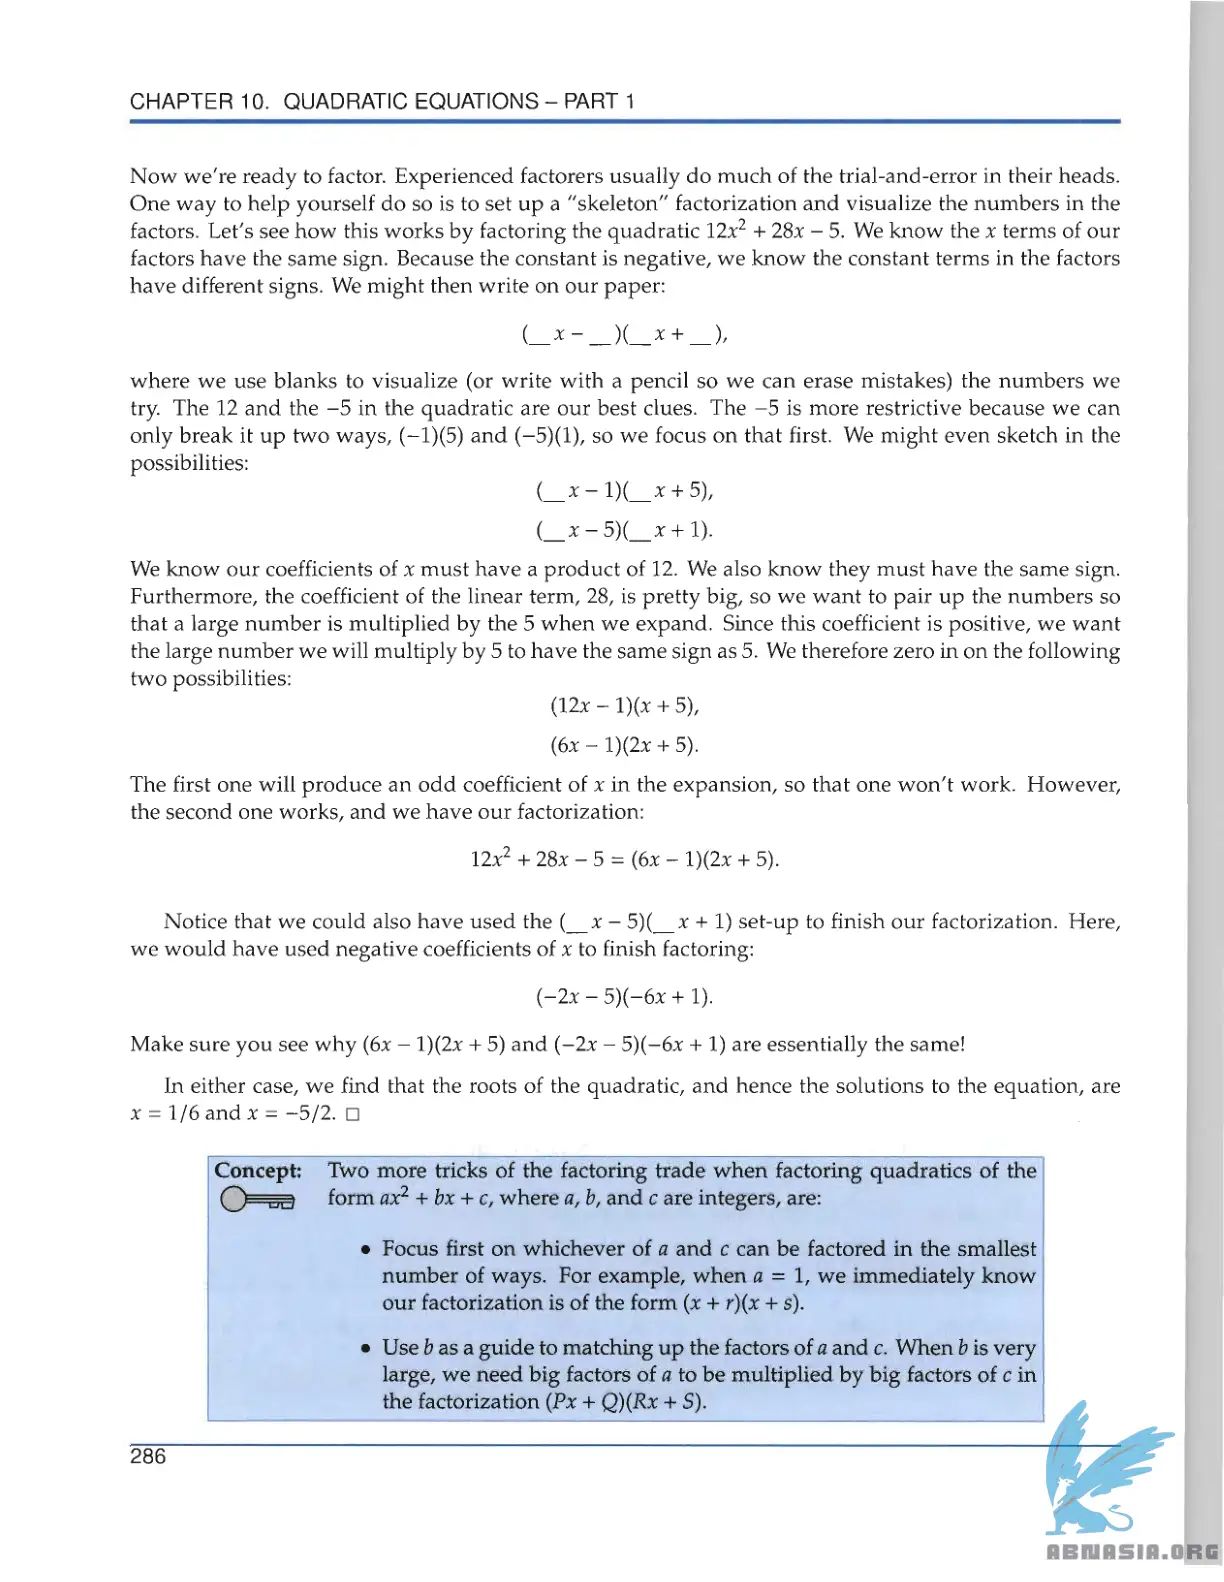 CHAPTER 10. QUADRATIC EQUATIONS – PART 1
Now we're ready to factor. Experienced factorers usually do much of the trial-and-error in their heads.
One way to help yourself do so is to set up a "skeleton" factorization and visualize the numbers in the
factors. Let's see how this works by factoring the quadratic 12x² + 28x – 5. We know the x terms of our
factors have the same sign. Because the constant is negative, we know the constant terms in the factors
have different signs. We might then write on our paper:
(__x – __)(__x + __),
where we use blanks to visualize (or write with a pencil so we can erase mistakes) the numbers we
try. The 12 and the –5 in the quadratic are our best clues. The –5 is more restrictive because we can
only break it up two ways, (–1)(5) and (–5)(1), so we focus on that first. We might even sketch in the
possibilities:
(__x – 1)(__x + 5),
(__x – 5)(__x + 1).
We know our coefficients of x must have a product of 12. We also know they must have the same sign.
Furthermore, the coefficient of the linear term, 28, is pretty big, so we want to pair up the numbers so
that a large number is multiplied by the 5 when we expand. Since this coefficient is positive, we want
the large number we will multiply by 5 to have the same sign as 5. We therefore zero in on the following
two possibilities:
(12x – 1)(x + 5),
(6x – 1)(2x + 5).
The first one will produce an odd coefficient of x in the expansion, so that one won't work. However,
the second one works, and we have our factorization:
12x² + 28x – 5 = (6x – 1)(2x + 5).
Notice that we could also have used the (__x – 5)(__x + 1) set-up to finish our factorization. Here,
we would have used negative coefficients of x to finish factoring:
(–2x – 5)(–6x + 1).
Make sure you see why (6x – 1)(2x + 5) and (–2x – 5)(–6x + 1) are essentially the same!
In either case, we find that the roots of the quadratic, and hence the solutions to the equation, are
x = 1/6 and x = –5/2. □
Concept: Two more tricks of the factoring trade when factoring quadratics of the
form ax² + bx + c, where a, b, and c are integers, are:
• Focus first on whichever of a and c can be factored in the smallest
number of ways. For example, when a = 1, we immediately know
our factorization is of the form (x + r)(x + s).
• Use b as a guide to matching up the factors of a and c. When b is very
large, we need big factors of a to be multiplied by big factors of c in
the factorization (Px + Q)(Rx + S).
286
ABNASIA.ORG